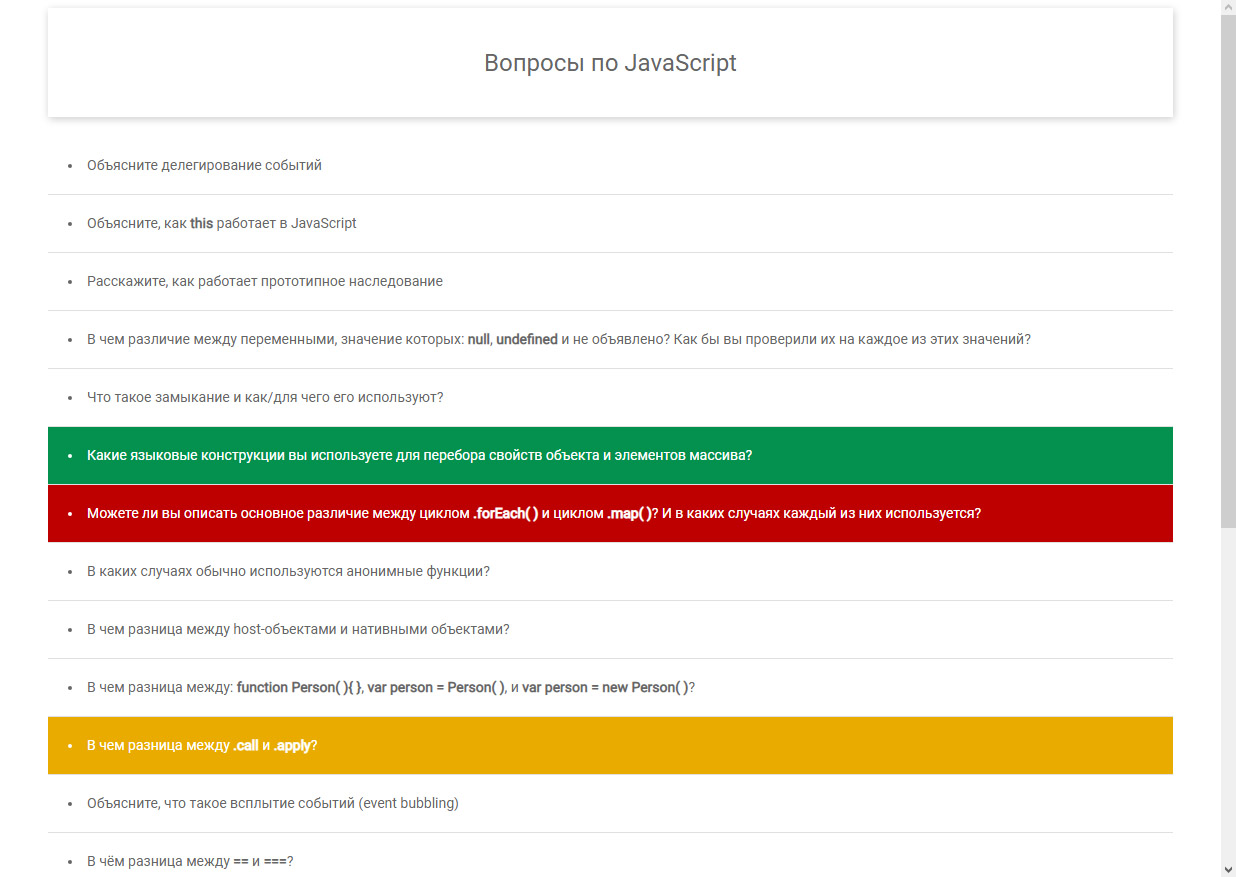 Вопросы по JavaScript
Объясните делегирование событий
Объясните, как this работает в JavaScript
Расскажите, как работает прототипное наследование
В чем различие между переменными, значение которых: null, undefined и не объявлено? Как бы вы проверили их на каждое из этих значений?
Что такое замыкание и как/для чего его используют?
Какие языковые конструкции вы используете для перебора свойств объекта и элементов массива?
Можете ли вы описать основное различие между циклом .forEach( ) и циклом .map( )? И в каких случаях каждый из них используется?
В каких случаях обычно используются анонимные функции?
В чем разница между host-объектами и нативными объектами?
В чем разница между: function Person( ){ }, var person = Person( ), и var person = new Person( )?
В чем разница между .call и .apply?
Объясните, что такое всплытие событий (event bubbling)
В чём разница между == и ===?